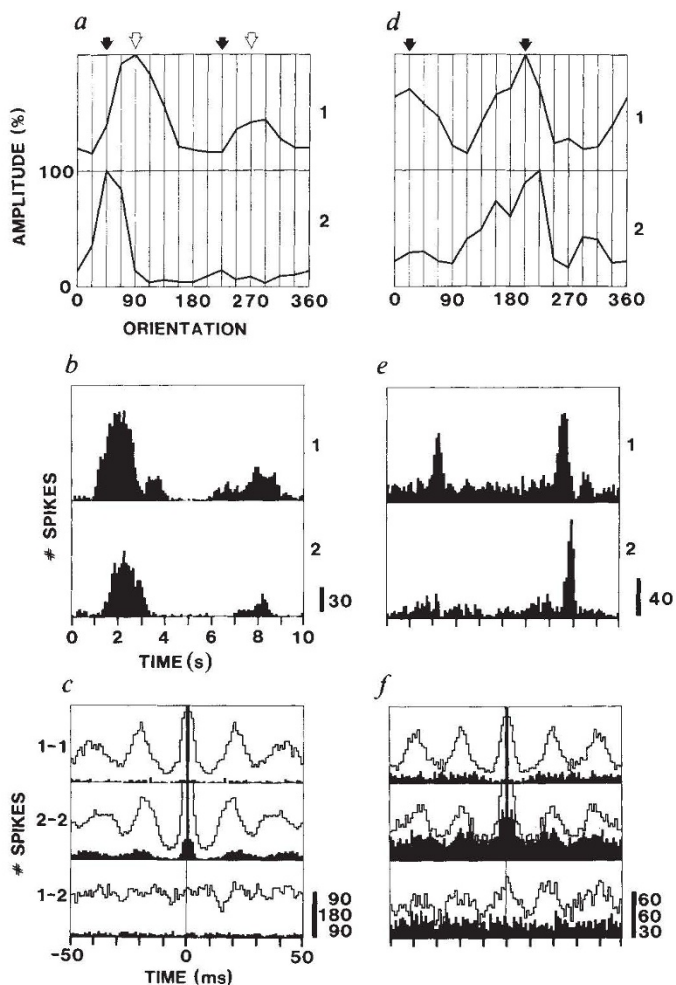 a
d
1
1
AMPLITUDE (%)
100
2
2
0
0 90 180 270 360
0 90 180 270 360
ORIENTATION
b
e
1
1
# SPIKES
2
2
30
40
0 2 4 6 8 10
TIME (s)
c
f
1-1
2-2
# SPIKES
1-2
90
180
90
60
60
30
-50 0 50
TIME (ms)